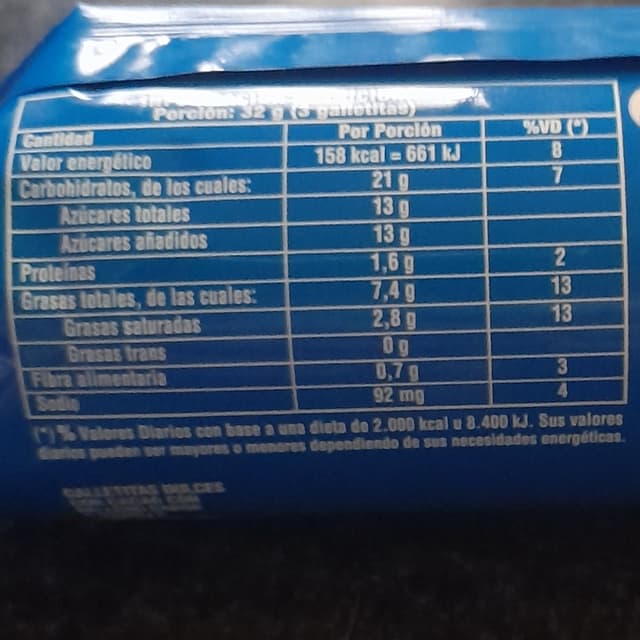 Porción: 32 g (3 galletitas)
Cantidad Por Porción %VD (*)
Valor energético 158 kcal = 661 kJ 8
Carbohidratos, de los cuales: 21 g 7
Azúcares totales 13 g
Azúcares añadidos 13 g
Proteínas 1,6 g 2
Grasas totales, de las cuales: 7,4 g 13
Grasas saturadas 2,8 g 13
Grasas trans 0 g
Fibra alimentaria 0,7 g 3
Sodio 92 mg 4
(*) % Valores Diarios con base a una dieta de 2.000 kcal u 8.400 kJ. Sus valores
diarios pueden ser mayores o menores dependiendo de sus necesidades energéticas.
GALLETITAS DULCES